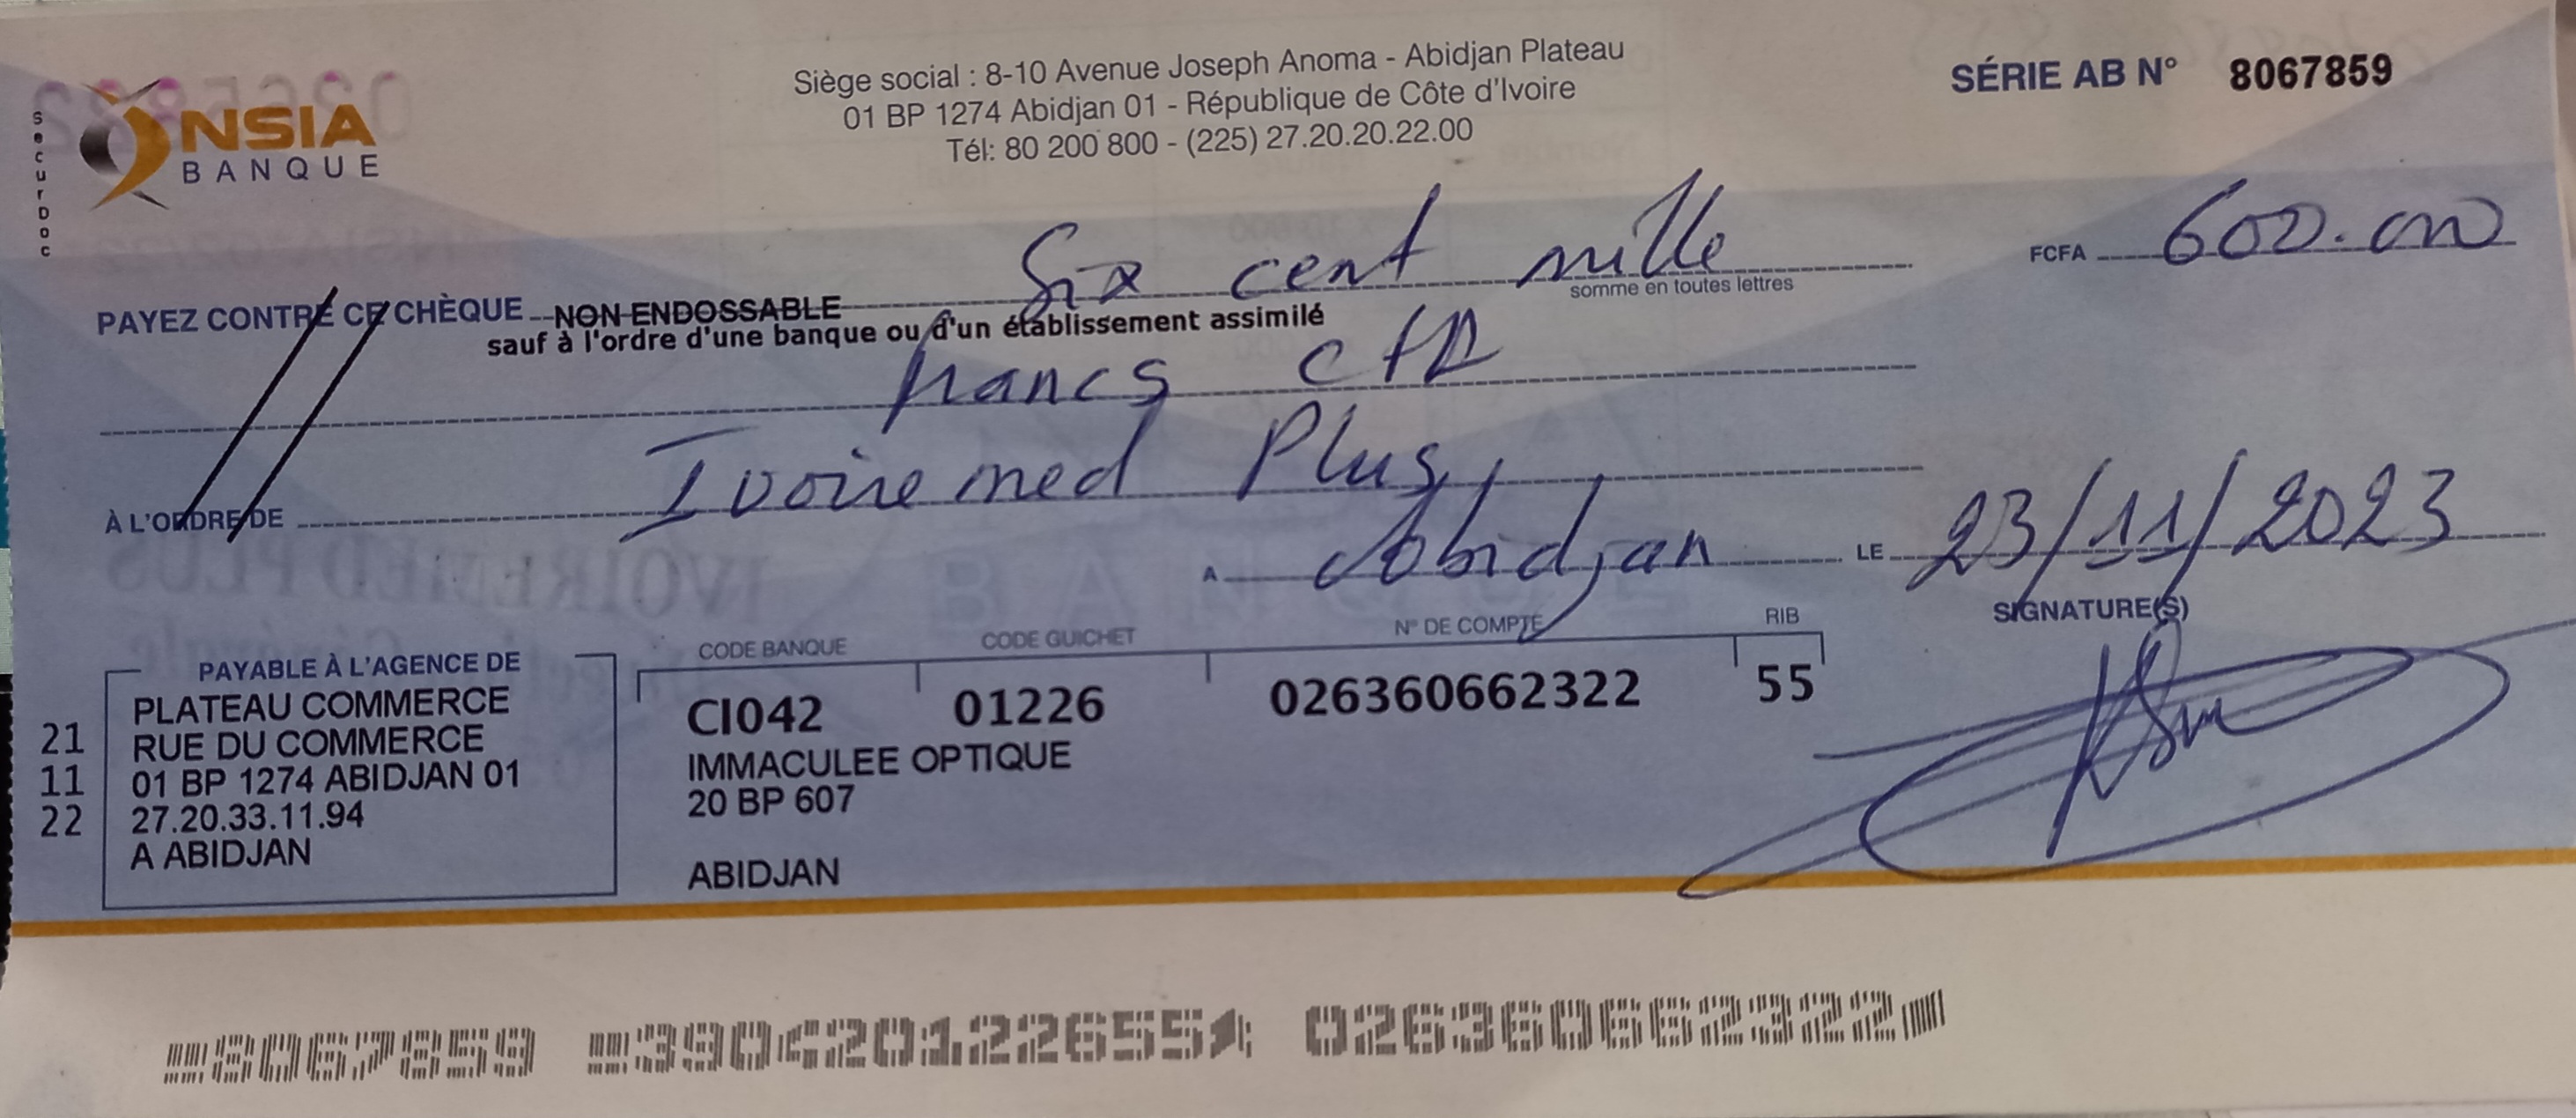 securDoc
NSIA
BANQUE
Siège social : 8-10 Avenue Joseph Anoma - Abidjan Plateau
01 BP 1274 Abidjan 01 - République de Côte d'Ivoire
Tél: 80 200 800 - (225) 27.20.20.22.00
SÉRIE AB N° 8067859
FCFA 600.000
PAYEZ CONTRE CE CHÈQUE NON ENDOSSABLE Six cent mille
somme en toutes lettres
sauf à l'ordre d'une banque ou d'un établissement assimilé
francs CFA
À L'ORDRE DE Ivoiremed Plus
A Abidjan LE 23/11/2023
SIGNATURE(S)
PAYABLE À L'AGENCE DE
PLATEAU COMMERCE
RUE DU COMMERCE
01 BP 1274 ABIDJAN 01
27.20.33.11.94
A ABIDJAN
21
11
22
CODE BANQUE CODE GUICHET N° DE COMPTE RIB
CI042 01226 026360662322 55
IMMACULEE OPTIQUE
20 BP 607
ABIDJAN
8067859 390420122655 026360662322